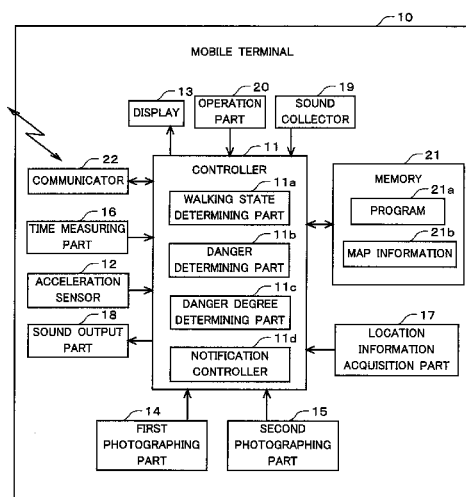 10
MOBILE TERMINAL
13
DISPLAY
20
OPERATION
PART
19
SOUND
COLLECTOR
22
COMMUNICATOR
11
CONTROLLER
11a
WALKING STATE
DETERMINING PART
11b
DANGER
DETERMINING PART
11c
DANGER DEGREE
DETERMINING PART
11d
NOTIFICATION
CONTROLLER
21
MEMORY
21a
PROGRAM
21b
MAP INFORMATION
16
TIME MEASURING
PART
12
ACCELERATION
SENSOR
18
SOUND OUTPUT
PART
17
LOCATION
INFORMATION
ACQUISITION PART
14
FIRST
PHOTOGRAPHING
PART
15
SECOND
PHOTOGRAPHING
PART